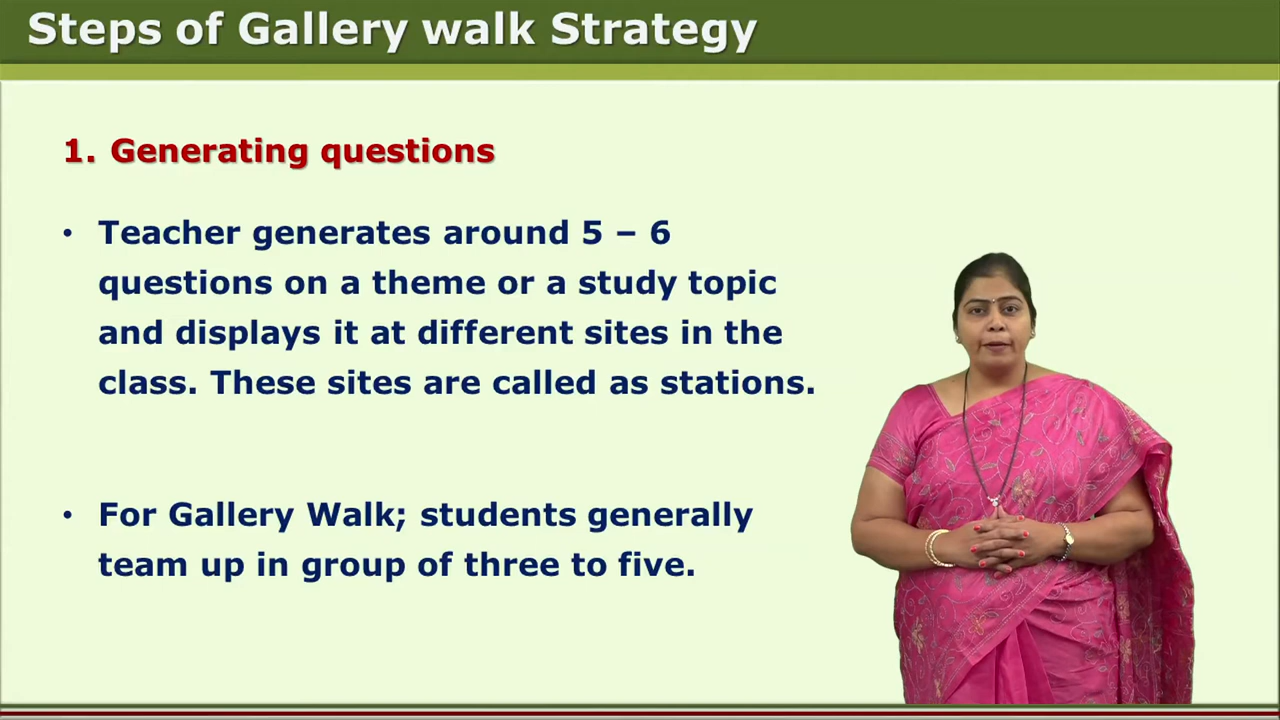 Steps of Gallery walk Strategy
1. Generating questions
• Teacher generates around 5 – 6
questions on a theme or a study topic
and displays it at different sites in the
class. These sites are called as stations.
• For Gallery Walk; students generally
team up in group of three to five.